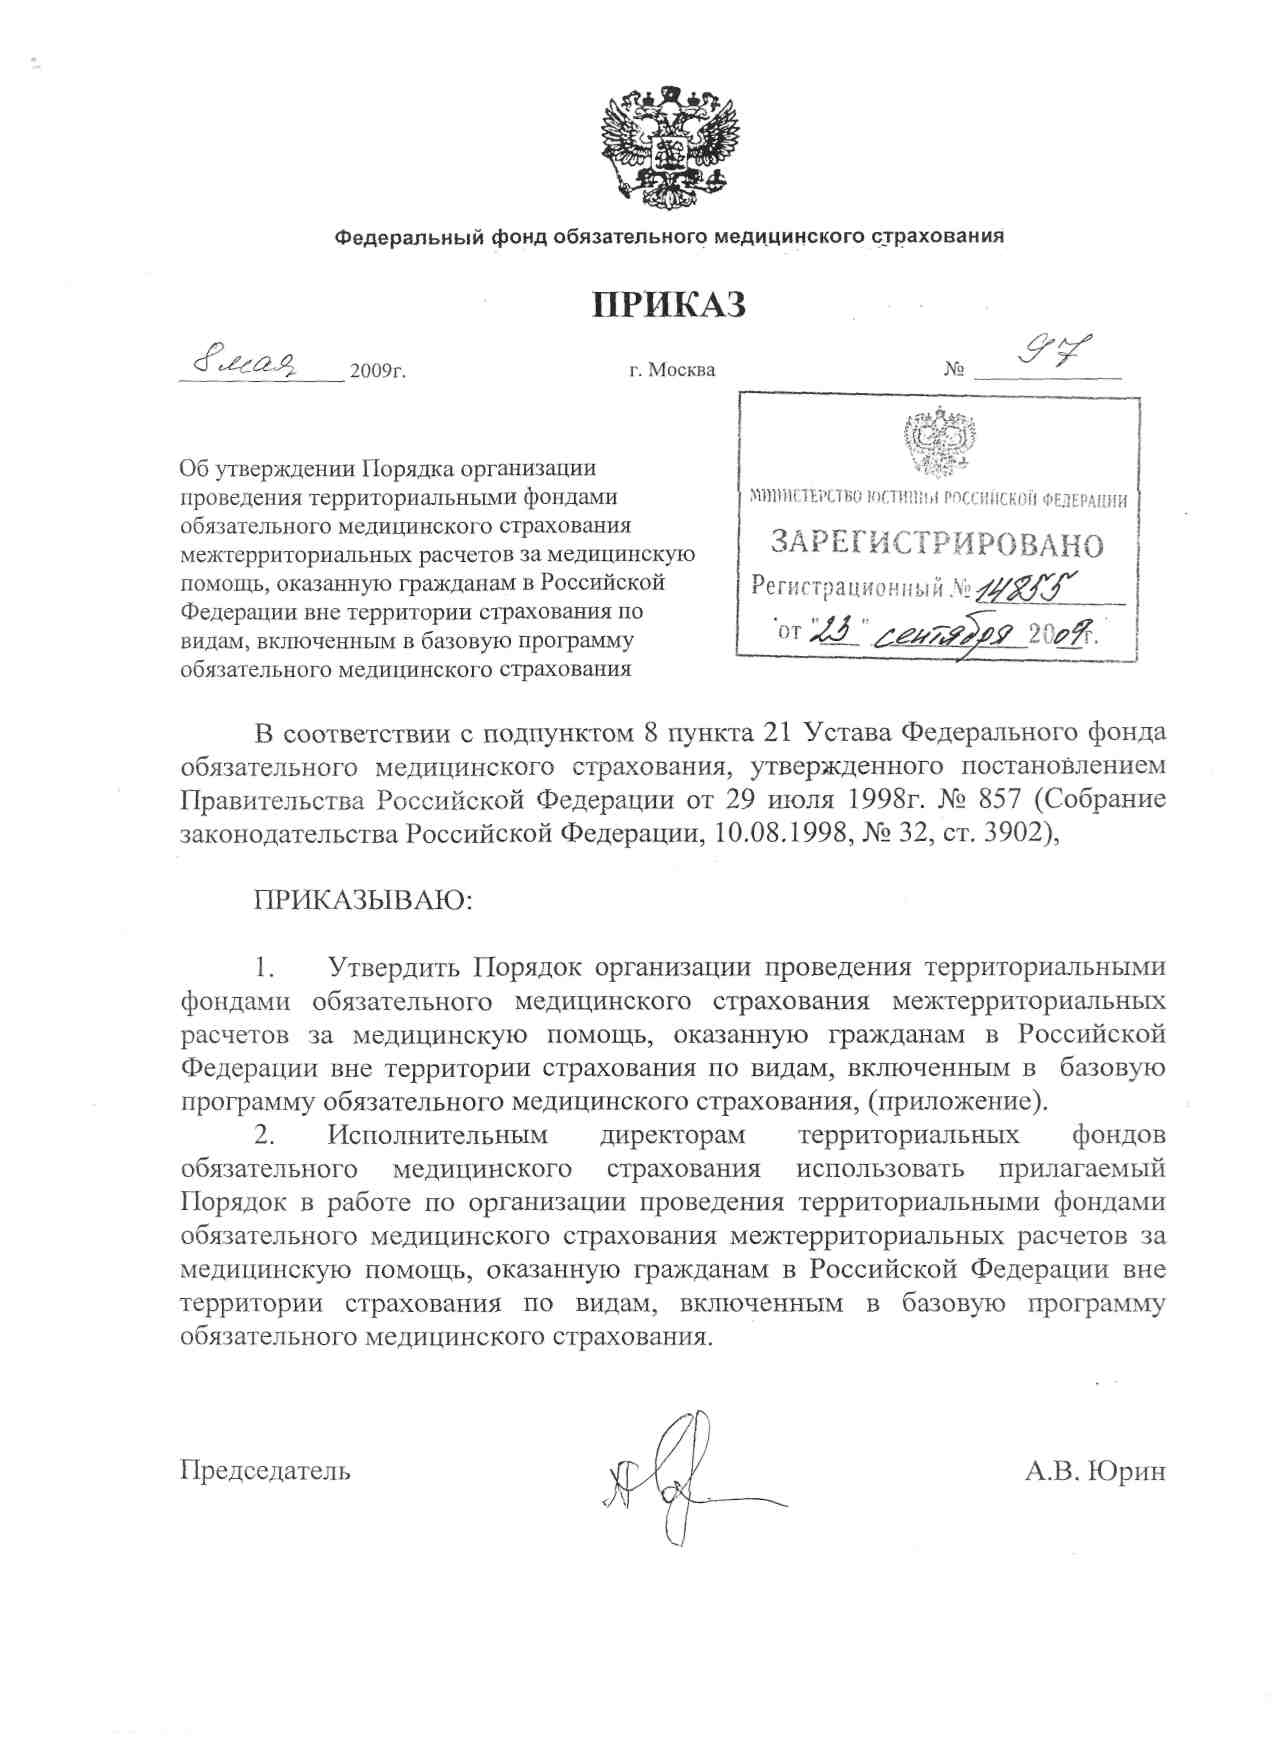 Федеральный фонд обязательного медицинского страхования
ПРИКАЗ
8 мая 2009г. г. Москва № 97
МИНИСТЕРСТВО ЮСТИЦИИ РОССИЙСКОЙ ФЕДЕРАЦИИ
ЗАРЕГИСТРИРОВАНО
Регистрационный № 14855
от "23" сентября 2009г.
Об утверждении Порядка организации
проведения территориальными фондами
обязательного медицинского страхования
межтерриториальных расчетов за медицинскую
помощь, оказанную гражданам в Российской
Федерации вне территории страхования по
видам, включенным в базовую программу
обязательного медицинского страхования
В соответствии с подпунктом 8 пункта 21 Устава Федерального фонда
обязательного медицинского страхования, утвержденного постановлением
Правительства Российской Федерации от 29 июля 1998г. № 857 (Собрание
законодательства Российской Федерации, 10.08.1998, № 32, ст. 3902),
ПРИКАЗЫВАЮ:
1. Утвердить Порядок организации проведения территориальными
фондами обязательного медицинского страхования межтерриториальных
расчетов за медицинскую помощь, оказанную гражданам в Российской
Федерации вне территории страхования по видам, включенным в базовую
программу обязательного медицинского страхования, (приложение).
2. Исполнительным директорам территориальных фондов
обязательного медицинского страхования использовать прилагаемый
Порядок в работе по организации проведения территориальными фондами
обязательного медицинского страхования межтерриториальных расчетов за
медицинскую помощь, оказанную гражданам в Российской Федерации вне
территории страхования по видам, включенным в базовую программу
обязательного медицинского страхования.
Председатель А.В. Юрин